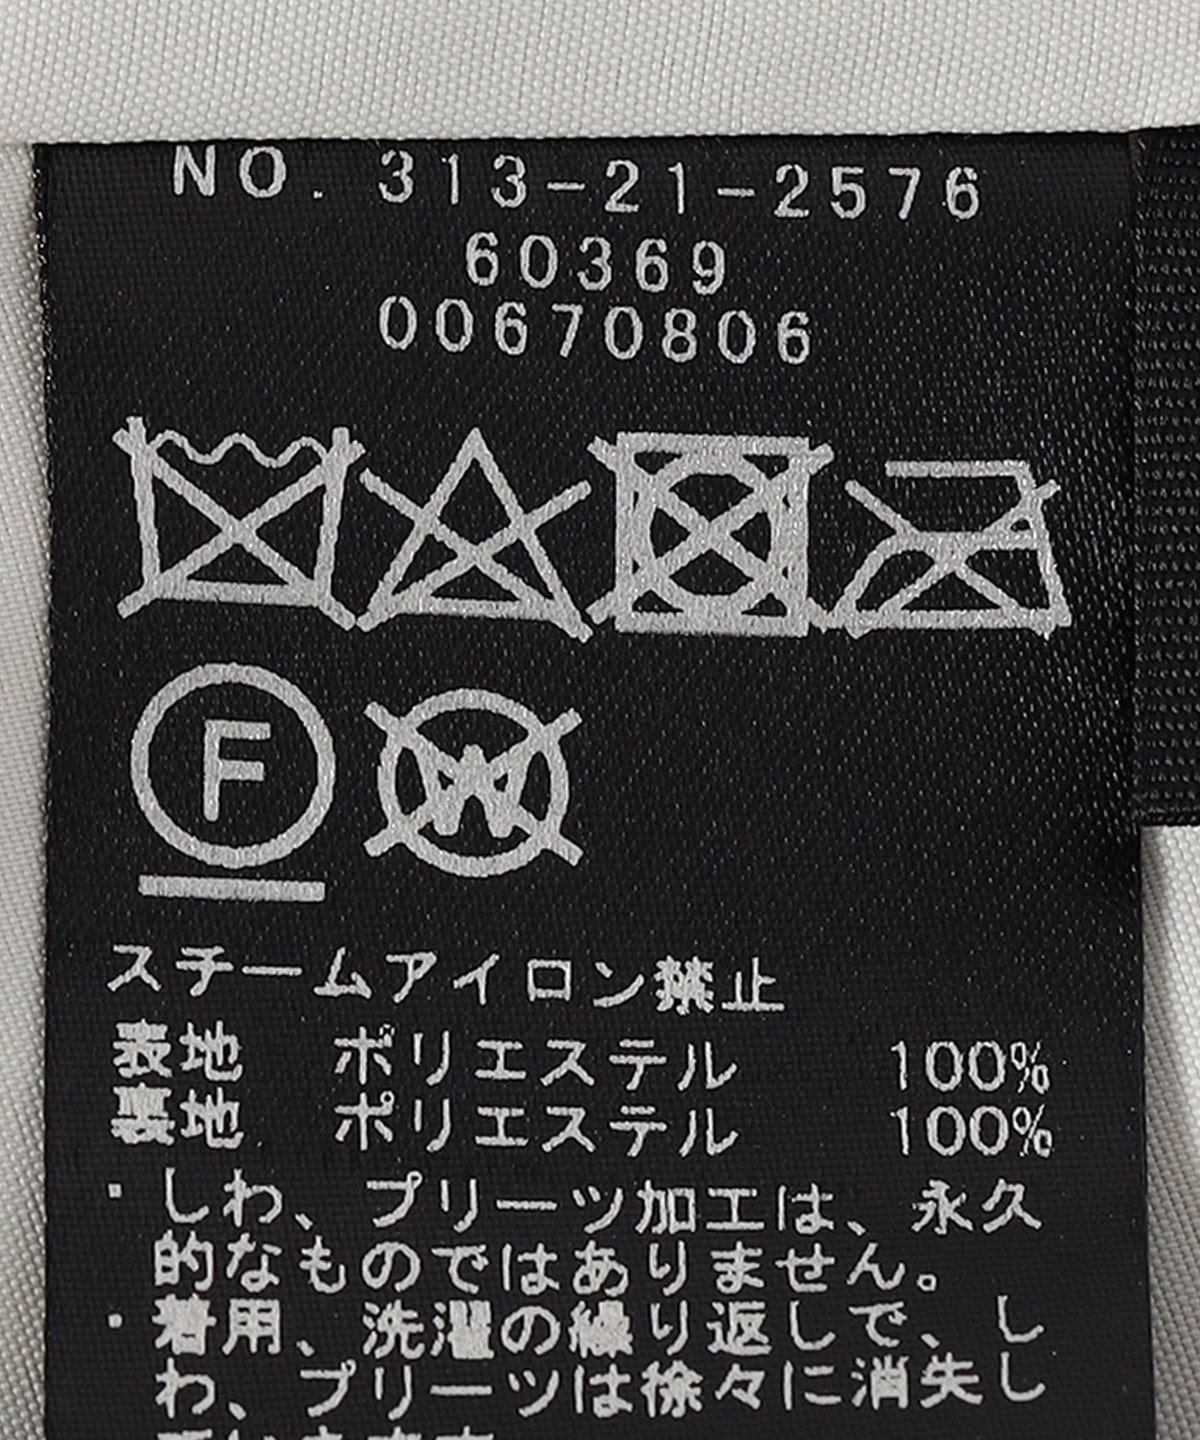 NO. 313-21-2576
60369
00670806
F
W
スチームアイロン禁止
表地 ポリエステル 100%
裏地 ポリエステル 100%
・しわ、プリーツ加工は、永久
的なものではありません。
・着用、洗濯の繰り返しで、し
わ、プリーツは徐々に消失し